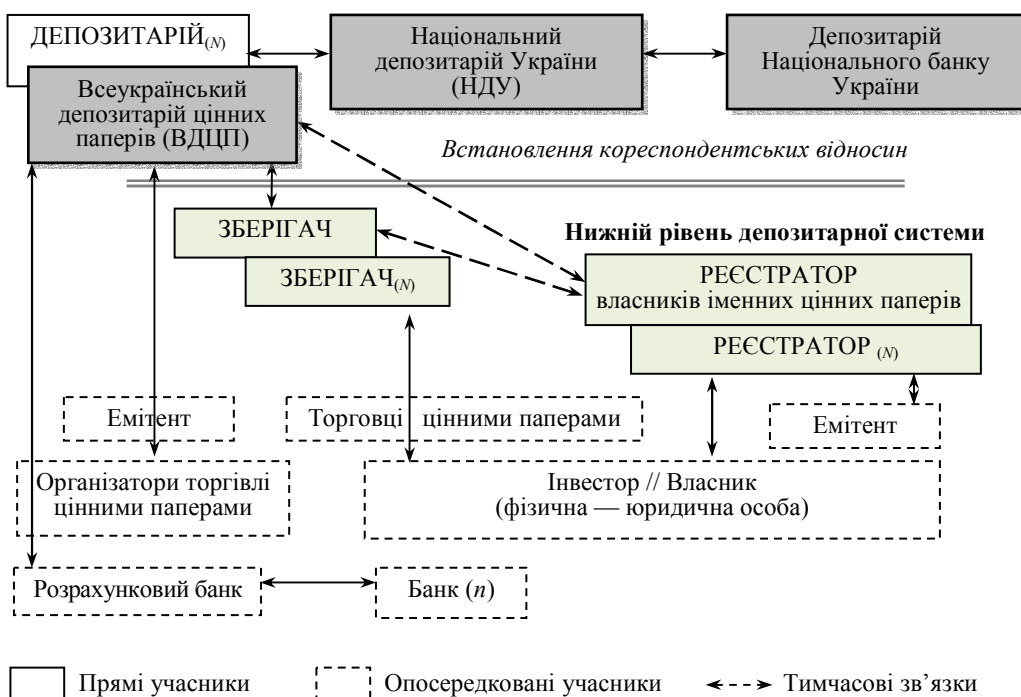 ДЕПОЗИТАРІЙ(N)
Національний
депозитарій України
(НДУ)
Депозитарій
Національного банку
України
Всеукраїнський
депозитарій цінних
паперів (ВДЦП)
Встановлення кореспондентських відносин
ЗБЕРІГАЧ
ЗБЕРІГАЧ(N)
Нижній рівень депозитарної системи
РЕЄСТРАТОР
власників іменних цінних паперів
РЕЄСТРАТОР (N)
Емітент
Торговці цінними паперами
Емітент
Організатори торгівлі
цінними паперами
Інвестор // Власник
(фізична — юридична особа)
Розрахунковий банк
Банк (n)
Прямі учасники
Опосередковані учасники
Тимчасові зв’язки